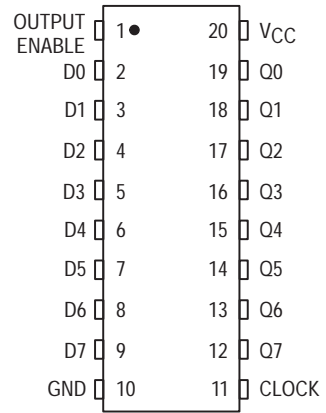 OUTPUT
ENABLE 1 20 VCC
D0 2 19 Q0
D1 3 18 Q1
D2 4 17 Q2
D3 5 16 Q3
D4 6 15 Q4
D5 7 14 Q5
D6 8 13 Q6
D7 9 12 Q7
GND 10 11 CLOCK